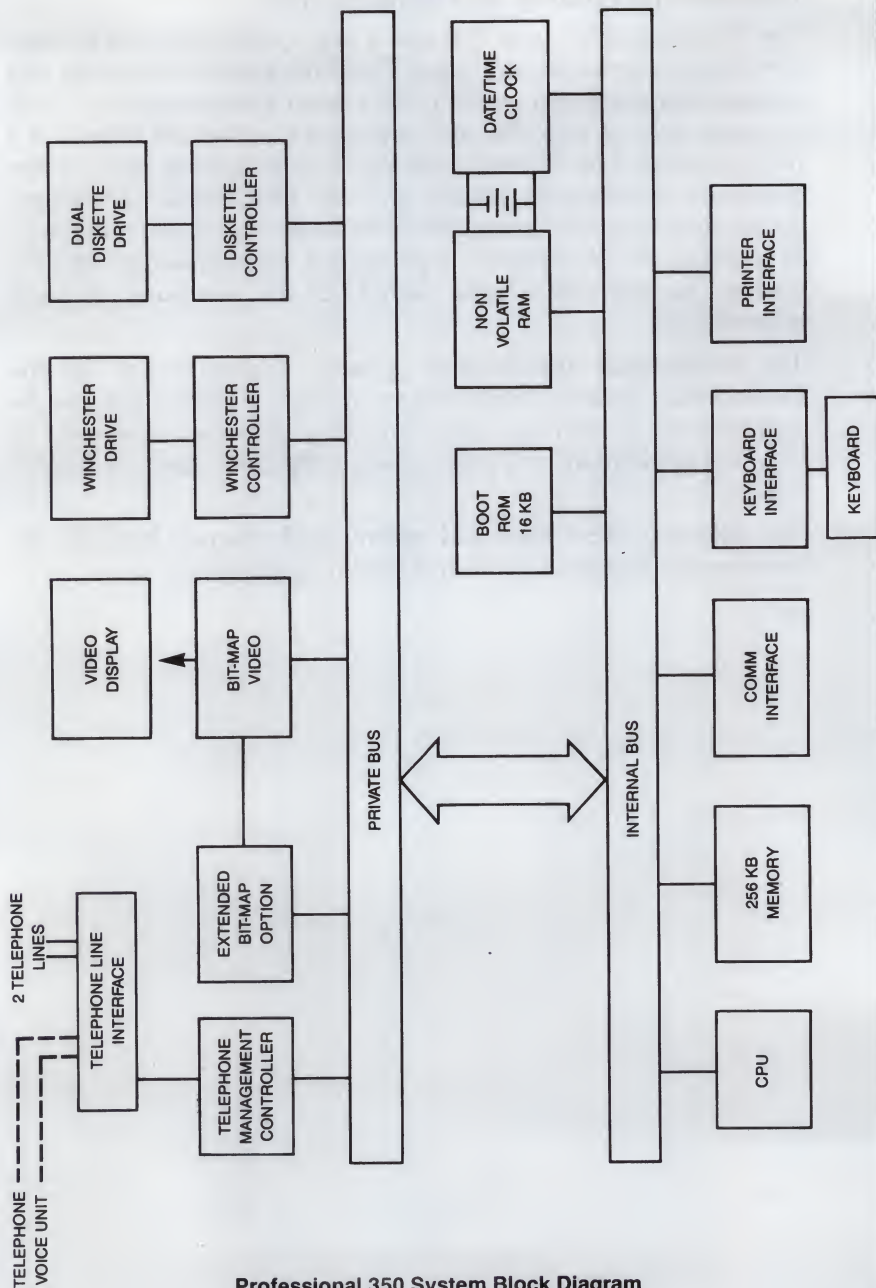 TELEPHONE
VOICE UNIT
2 TELEPHONE
LINES
TELEPHONE LINE
INTERFACE
TELEPHONE
MANAGEMENT
CONTROLLER
EXTENDED
BIT-MAP
OPTION
VIDEO
DISPLAY
BIT-MAP
VIDEO
WINCHESTER
DRIVE
WINCHESTER
CONTROLLER
DUAL
DISKETTE
DRIVE
DISKETTE
CONTROLLER
PRIVATE BUS
BOOT
ROM
16 KB
NON
VOLATILE
RAM
DATE/TIME
CLOCK
INTERNAL BUS
CPU
256 KB
MEMORY
COMM
INTERFACE
KEYBOARD
INTERFACE
KEYBOARD
PRINTER
INTERFACE
Professional 350 System Block Diagram